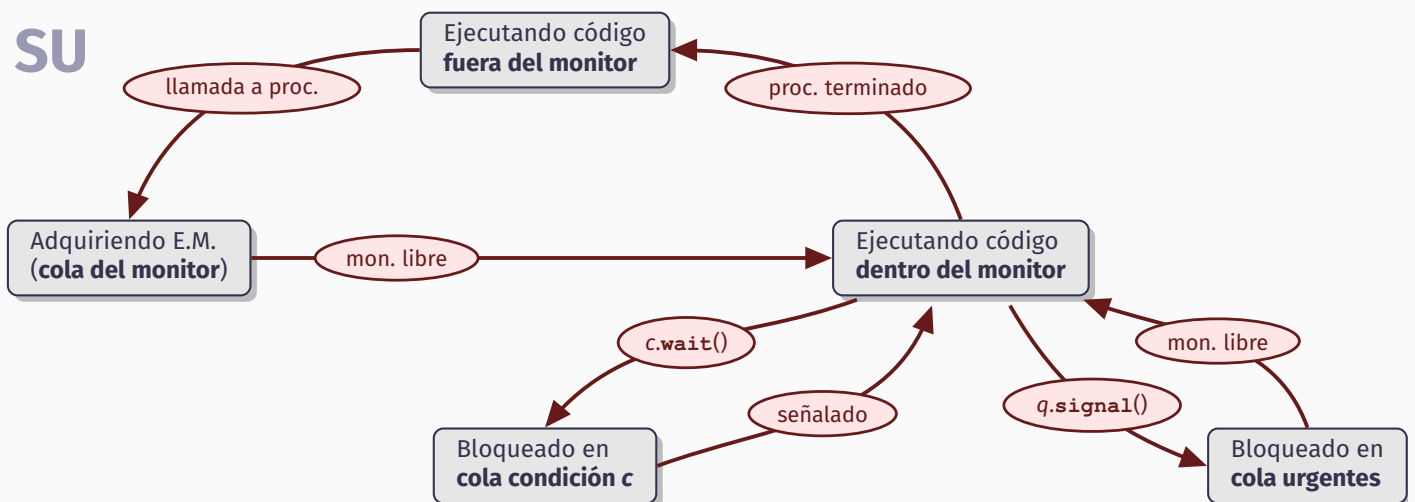 SU
Ejecutando código
fuera del monitor
llamada a proc.
proc. terminado
Adquiriendo E.M.
(cola del monitor)
mon. libre
Ejecutando código
dentro del monitor
c.wait()
mon. libre
señalado
q.signal()
Bloqueado en
cola condición c
Bloqueado en
cola urgentes